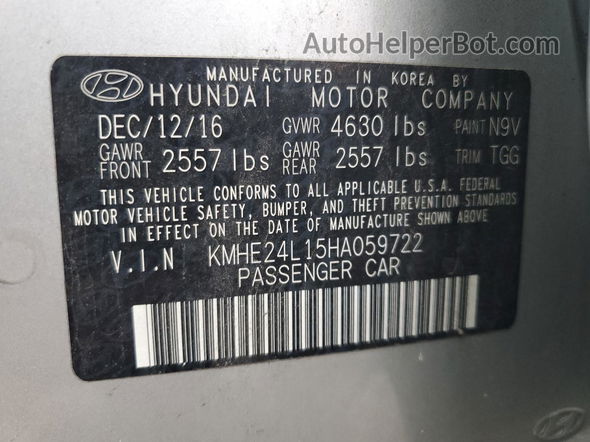 AutoHelperBot.com
MANUFACTURED IN KOREA BY
HYUNDAI MOTOR COMPANY
DEC/12/16 GVWR 4630 lbs PAINT N9V
GAWR FRONT 2557 lbs GAWR REAR 2557 lbs TRIM TGG
THIS VEHICLE CONFORMS TO ALL APPLICABLE U.S.A. FEDERAL
MOTOR VEHICLE SAFETY, BUMPER, AND THEFT PREVENTION STANDARDS
IN EFFECT ON THE DATE OF MANUFACTURE SHOWN ABOVE
V.I.N KMHE24L15HA059722
PASSENGER CAR